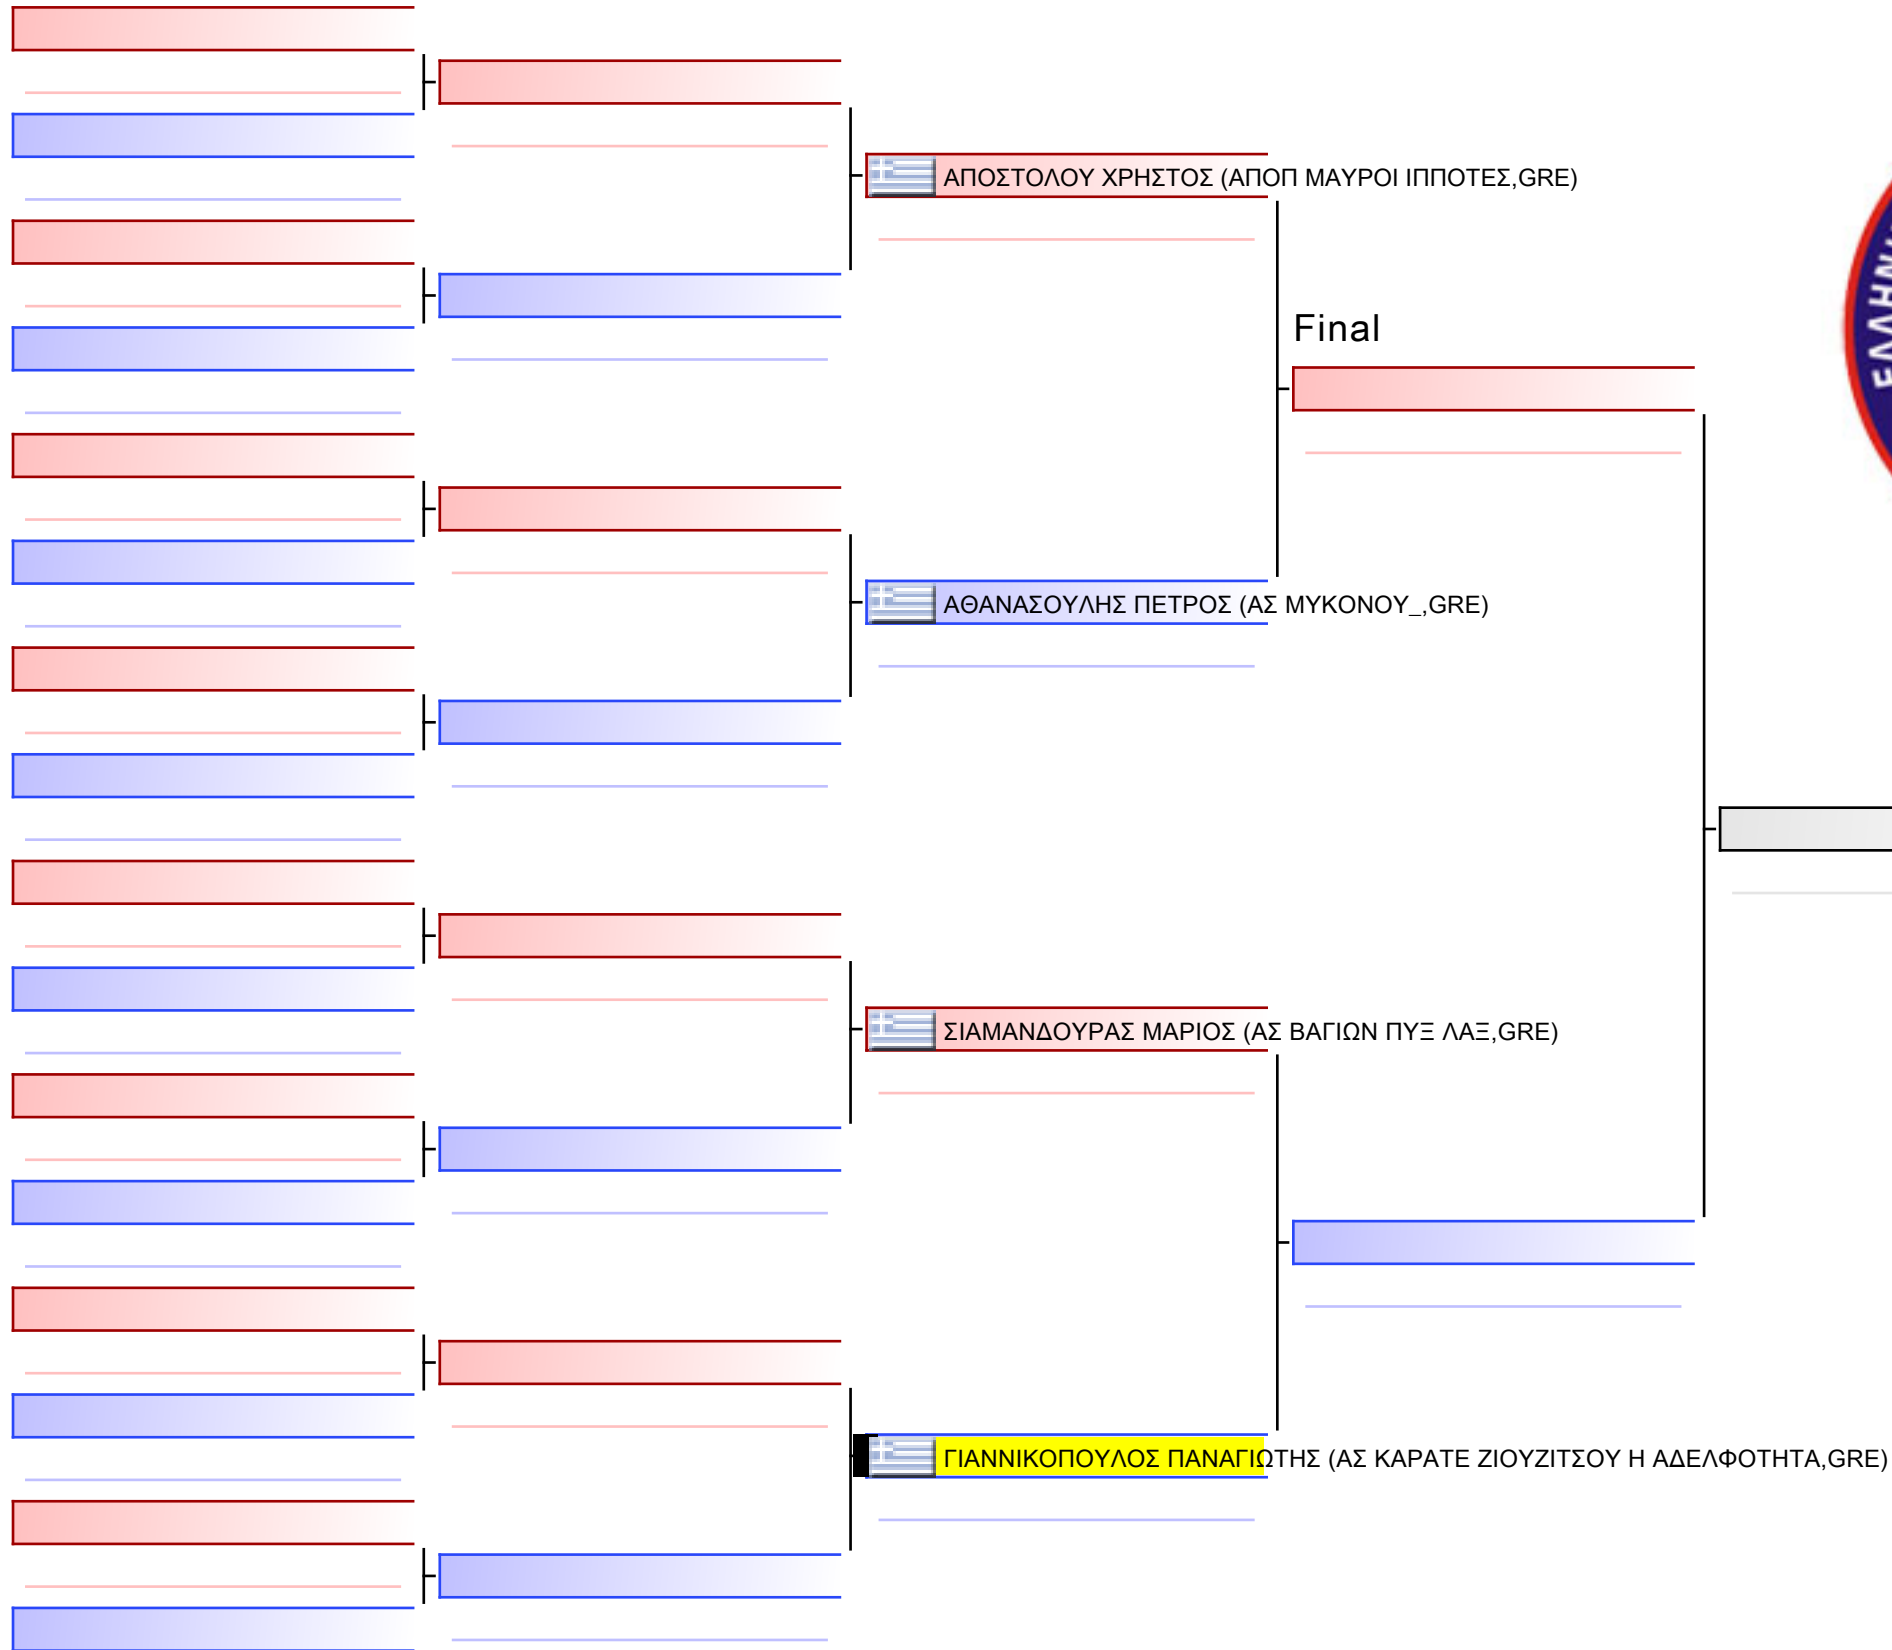 ΑΠΟΣΤΟΛΟΥ ΧΡΗΣΤΟΣ (ΑΠΟΠ ΜΑΥΡΟΙ ΙΠΠΟΤΕΣ,GRE)
Final
ΑΘΑΝΑΣΟΥΛΗΣ ΠΕΤΡΟΣ (ΑΣ ΜΥΚΟΝΟΥ_,GRE)
ΣΙΑΜΑΝΔΟΥΡΑΣ ΜΑΡΙΟΣ (ΑΣ ΒΑΓΙΩΝ ΠΥΞ ΛΑΞ,GRE)
ΓΙΑΝΝΙΚΟΠΟΥΛΟΣ ΠΑΝΑΓΙΩΤΗΣ (ΑΣ ΚΑΡΑΤΕ ΖΙΟΥΖΙΤΣΟΥ Η ΑΔΕΛΦΟΤΗΤΑ,GRE)